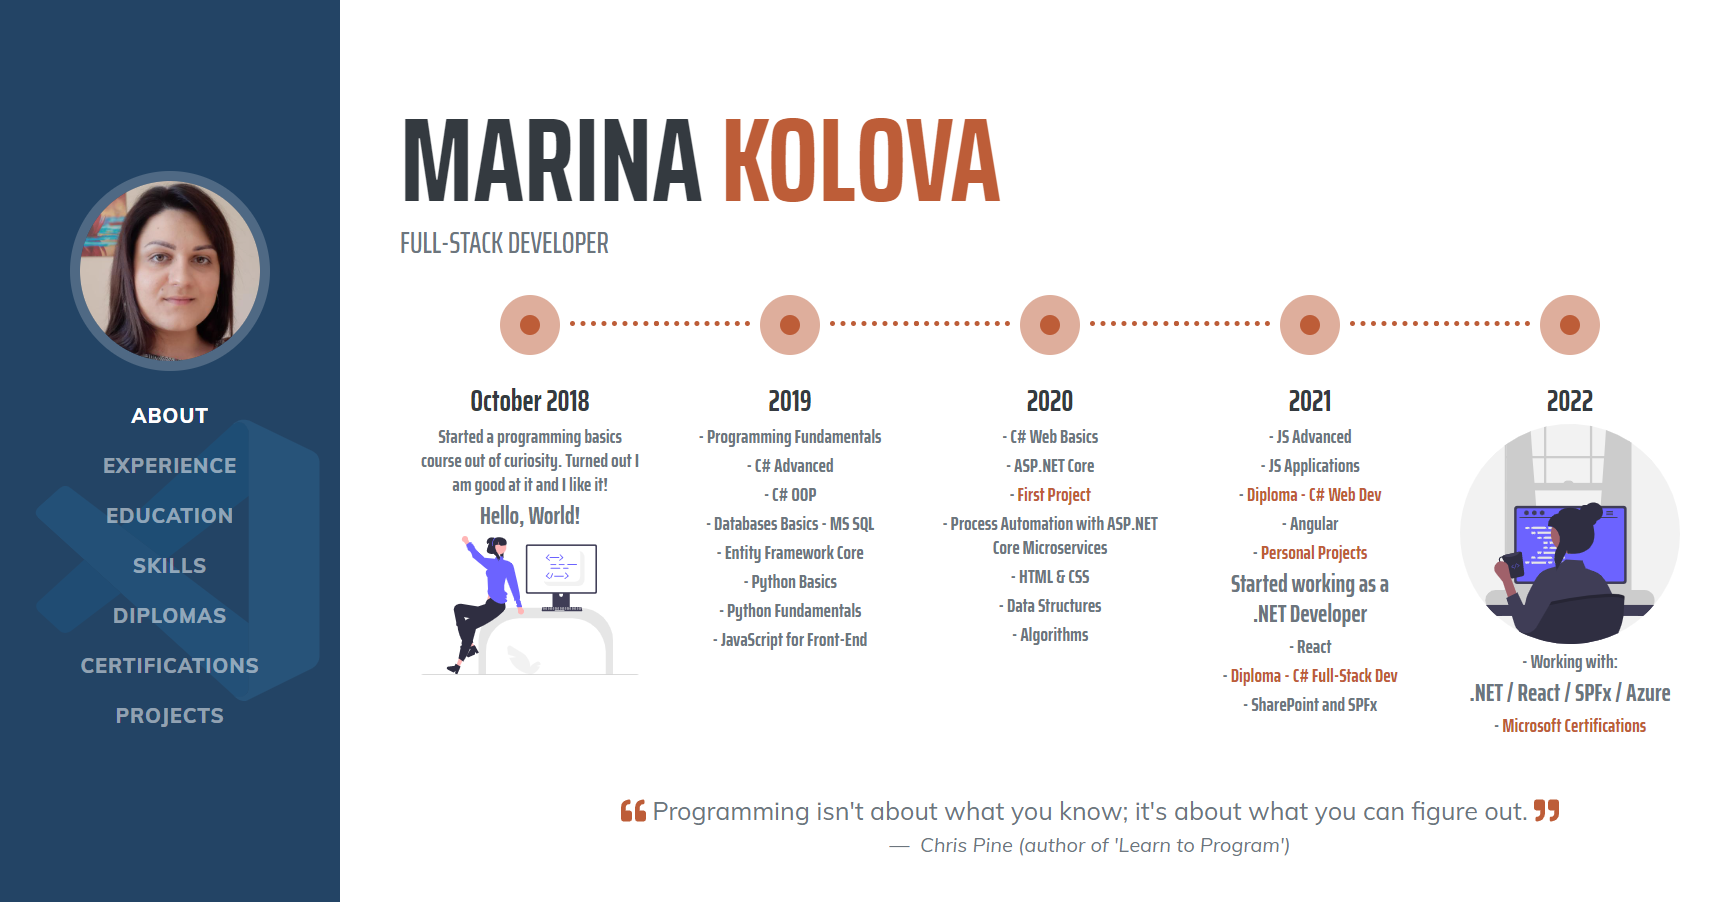 ABOUT
EXPERIENCE
EDUCATION
SKILLS
DIPLOMAS
CERTIFICATIONS
PROJECTS
MARINA KOLOVA
FULL-STACK DEVELOPER
October 2018
Started a programming basics
course out of curiosity. Turned out I
am good at it and I like it!
Hello, World!
2019
- Programming Fundamentals
- C# Advanced
- C# OOP
- Databases Basics - MS SQL
- Entity Framework Core
- Python Basics
- Python Fundamentals
- JavaScript for Front-End
2020
- C# Web Basics
- ASP.NET Core
- First Project
- Process Automation with ASP.NET
Core Microservices
- HTML & CSS
- Data Structures
- Algorithms
2021
- JS Advanced
- JS Applications
- Diploma - C# Web Dev
- Angular
- Personal Projects
Started working as a
.NET Developer
- React
- Diploma - C# Full-Stack Dev
- SharePoint and SPFx
2022
- Working with:
.NET / React / SPFx / Azure
- Microsoft Certifications
“ Programming isn't about what you know; it's about what you can figure out. ”
— Chris Pine (author of 'Learn to Program')